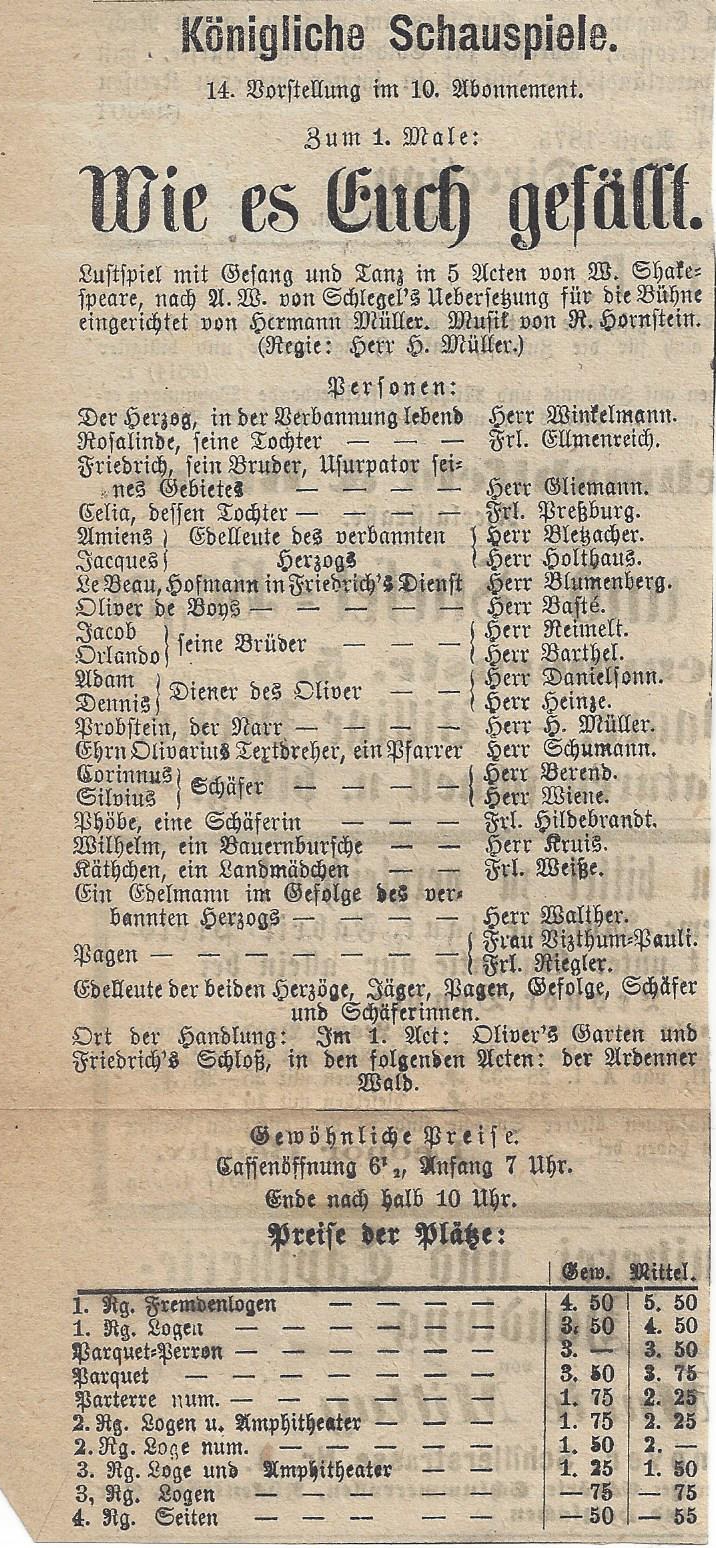 Königliche Schauspiele.
14. Vorstellung im 10. Abonnement.
Zum 1. Male:
Wie es Euch gefällt.
Lustspiel mit Gesang und Tanz in 5 Acten von W. Shake-
speare, nach A. W. von Schlegel's Uebersetzung für die Bühne
eingerichtet von Hermann Müller. Musik von R. Hornstein.
(Regie: Herr H. Müller.)
Personen:
Der Herzog, in der Verbannung lebend Herr Winkelmann.
Rosalinde, seine Tochter — — — Frl. Ellmenreich.
Friedrich, sein Bruder, Usurpator sei-
nes Gebietes — — — — Herr Gliemann.
Celia, dessen Tochter — — — — Frl. Preßburg.
Amiens } Edelleute des verbannten { Herr Bletzacher.
Jacques } Herzogs { Herr Holthaus.
Le Beau, Hofmann in Friedrich's Dienst Herr Blumenberg.
Oliver de Boys — — — — — Herr Basté.
Jacob } seine Brüder — — — { Herr Reimelt.
Orlando } { Herr Barthel.
Adam } Diener des Oliver — — { Herr Danielsonn.
Dennis } { Herr Heinze.
Probstein, der Narr — — — — Herr H. Müller.
Ehrn Olivarius Textdreher, ein Pfarrer Herr Schumann.
Corinnus } Schäfer — — — — { Herr Berend.
Silvius } { Herr Wiene.
Phöbe, eine Schäferin — — — Frl. Hildebrandt.
Wilhelm, ein Bauernbursche — — Herr Kruis.
Käthchen, ein Landmädchen — — Frl. Weiße.
Ein Edelmann im Gefolge des ver-
bannten Herzogs — — — — Herr Walther.
Pagen — — — — — — — { Frau Vizthum-Pauli.
{ Frl. Riegler.
Edelleute der beiden Herzöge, Jäger, Pagen, Gefolge, Schäfer
und Schäferinnen.
Ort der Handlung: Im 1. Act: Oliver's Garten und
Friedrich's Schloß, in den folgenden Acten: der Ardenner
Wald.
Gewöhnliche Preise.
Cassenöffnung 6½, Anfang 7 Uhr.
Ende nach halb 10 Uhr.
Preise der Plätze:
Gew. Mittel.
1. Rg. Fremdenlogen — — — — 4. 50 5. 50
1. Rg. Logen — — — — — — 3. 50 4. 50
Parquet-Perron — — — — — 3. — 3. 50
Parquet — — — — — — 3. 50 3. 75
Parterre num. — — — — — — 1. 75 2. 25
2. Rg. Logen u. Amphitheater — — — 1. 75 2. 25
2. Rg. Loge num. — — — — — 1. 50 2. —
3. Rg. Loge und Amphitheater — — 1. 25 1. 50
3, Rg. Logen — — — — — — — 75 — 75
4. Rg. Seiten — — — — — — — 50 — 55